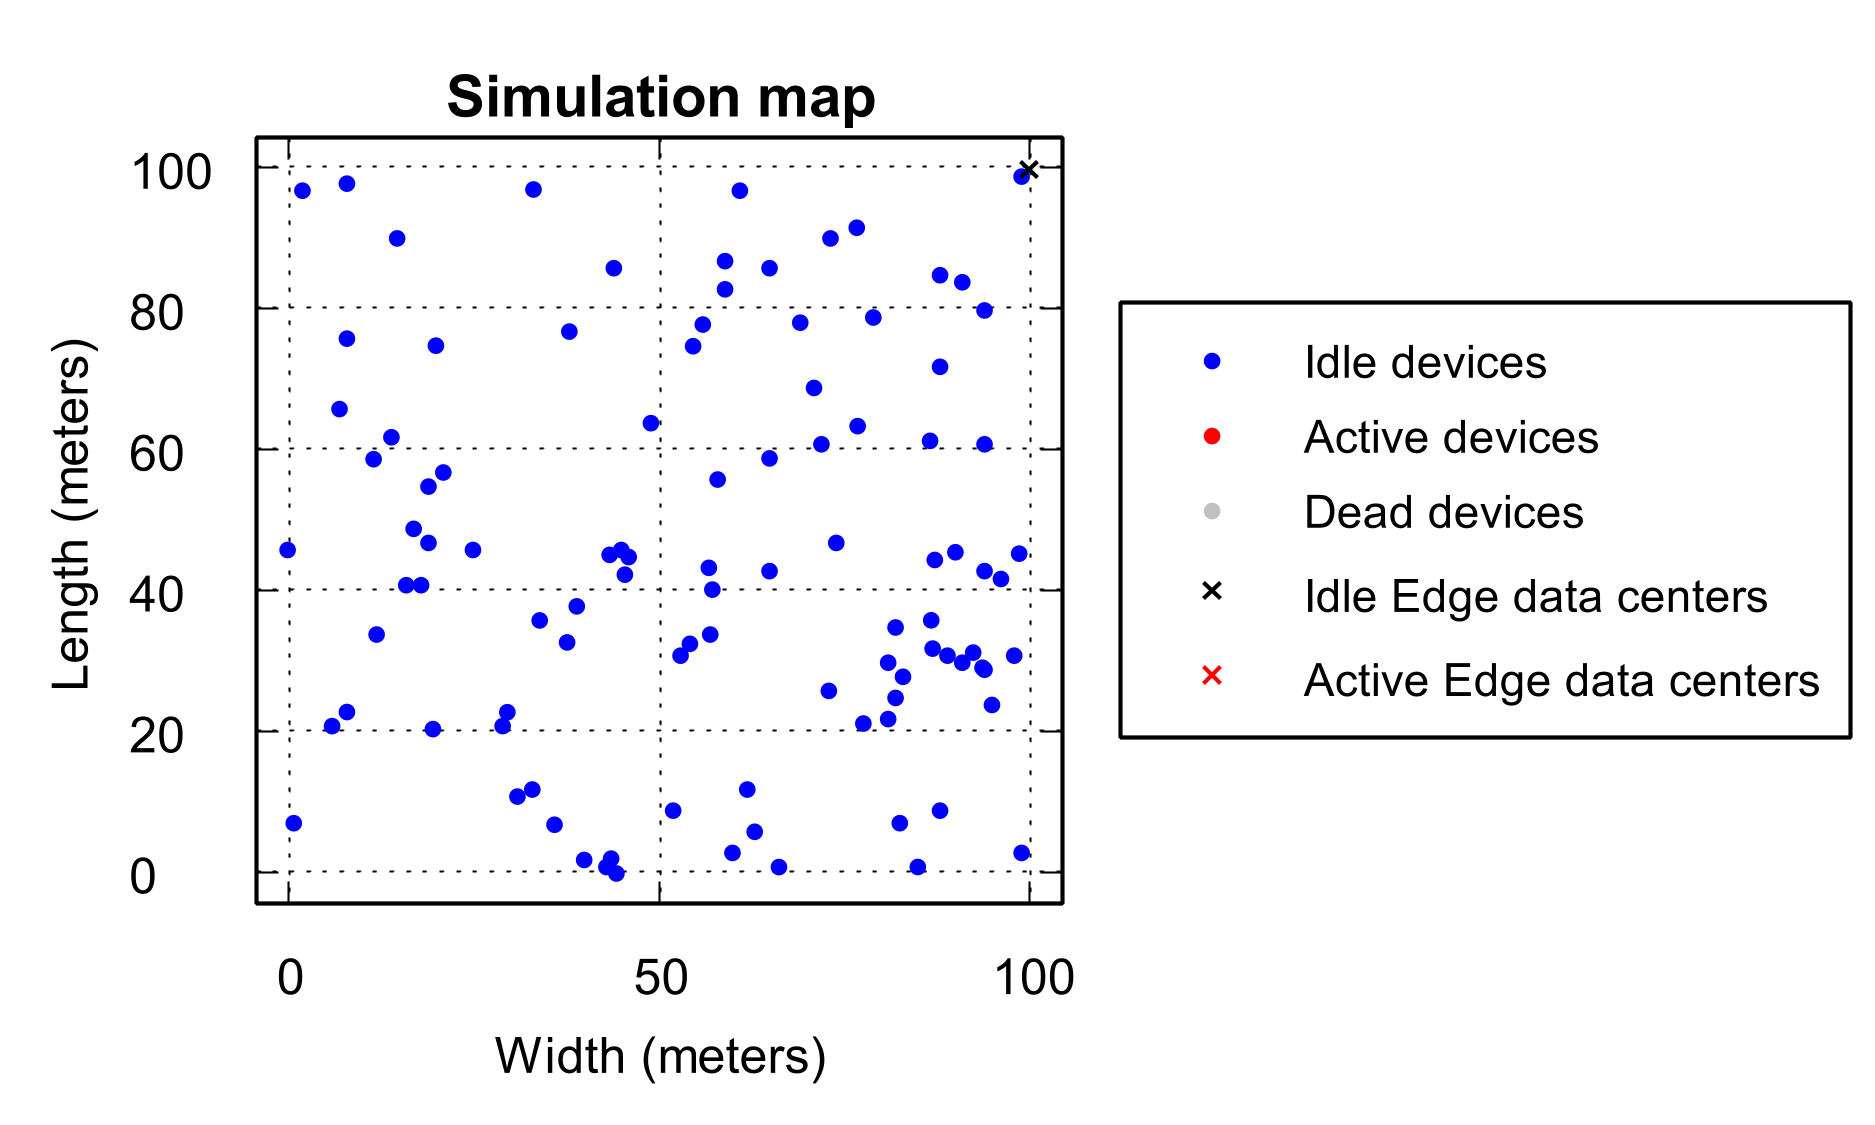 Simulation map
100
80
60
40
20
0
Length (meters)
0 50 100
Width (meters)
Idle devices
Active devices
Dead devices
Idle Edge data centers
Active Edge data centers